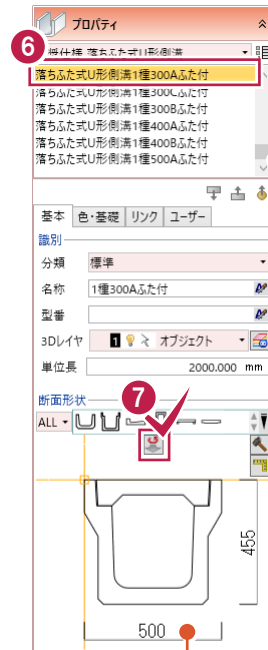 プロパティ
6
落ちふた式U形側溝
落ちふた式U形側溝1種300Aふた付
落ちふた式U形側溝1種300Cふた付
落ちふた式U形側溝1種300Bふた付
落ちふた式U形側溝1種400Aふた付
落ちふた式U形側溝1種400Bふた付
落ちふた式U形側溝1種500Aふた付
基本 色・基礎 リンク ユーザー
識別
分類 標準
名称 1種300Aふた付
型番
3Dレイヤ 1 オブジェクト
単位長 2000.000 mm
断面形状
7
ALL
455
500